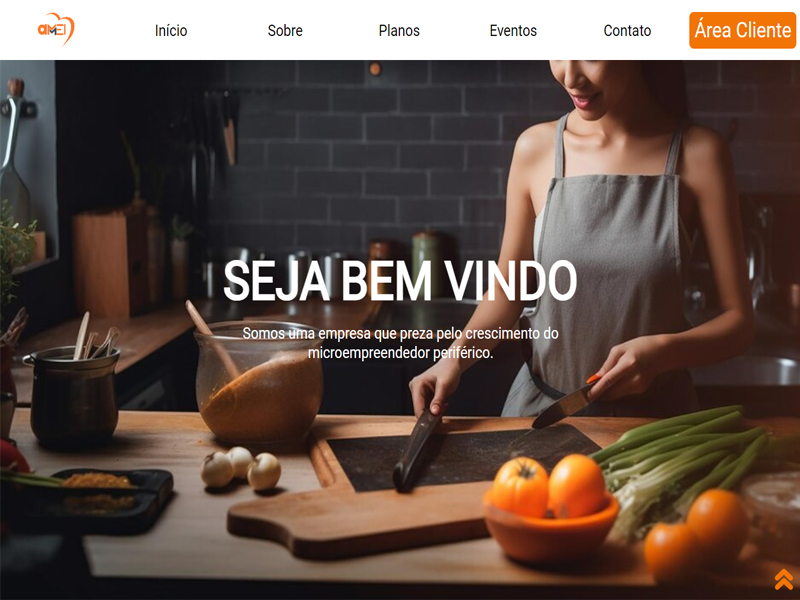 aMMEI
Início
Sobre
Planos
Eventos
Contato
Área Cliente
SEJA BEM VINDO
Somos uma empresa que preza pelo crescimento do
microempreendedor periférico.